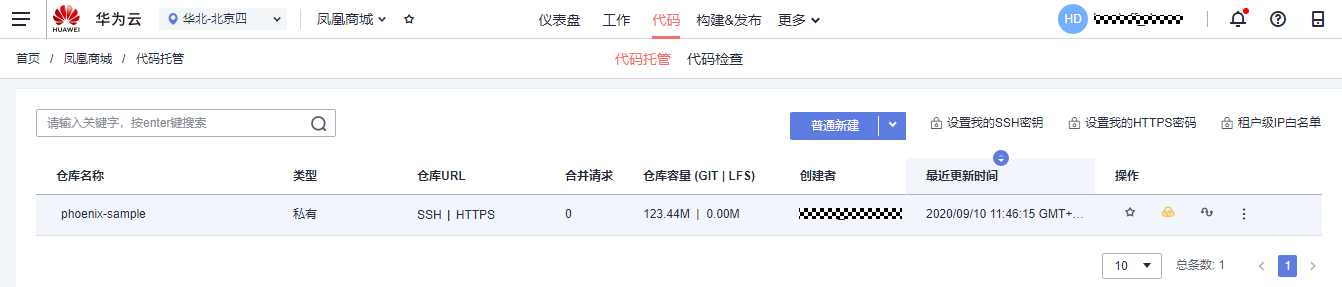 HUAWEI 华为云 华北-北京四 凤凰商城 仪表盘 工作 代码 构建&发布 更多 HD
首页 / 凤凰商城 / 代码托管 代码托管 代码检查
请输入关键字，按enter键搜索 普通新建 设置我的SSH密钥 设置我的HTTPS密码 租户级IP白名单
仓库名称 类型 仓库URL 合并请求 仓库容量 (GIT | LFS) 创建者 最近更新时间 操作
phoenix-sample 私有 SSH | HTTPS 0 123.44M | 0.00M 2020/09/10 11:46:15 GMT+...
10 总条数: 1 1